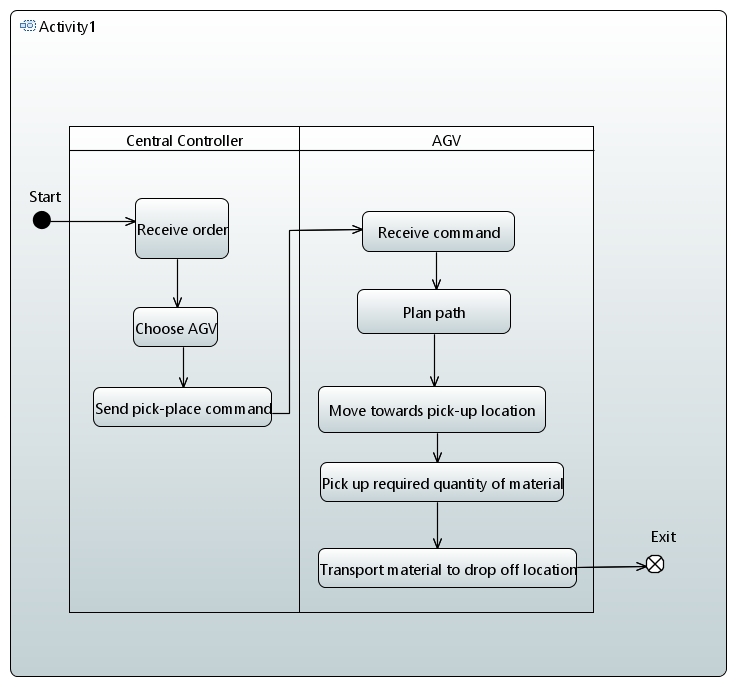 Activity1
Central Controller
AGV
Start
Receive order
Receive command
Plan path
Choose AGV
Send pick-place command
Move towards pick-up location
Pick up required quantity of material
Exit
Transport material to drop off location